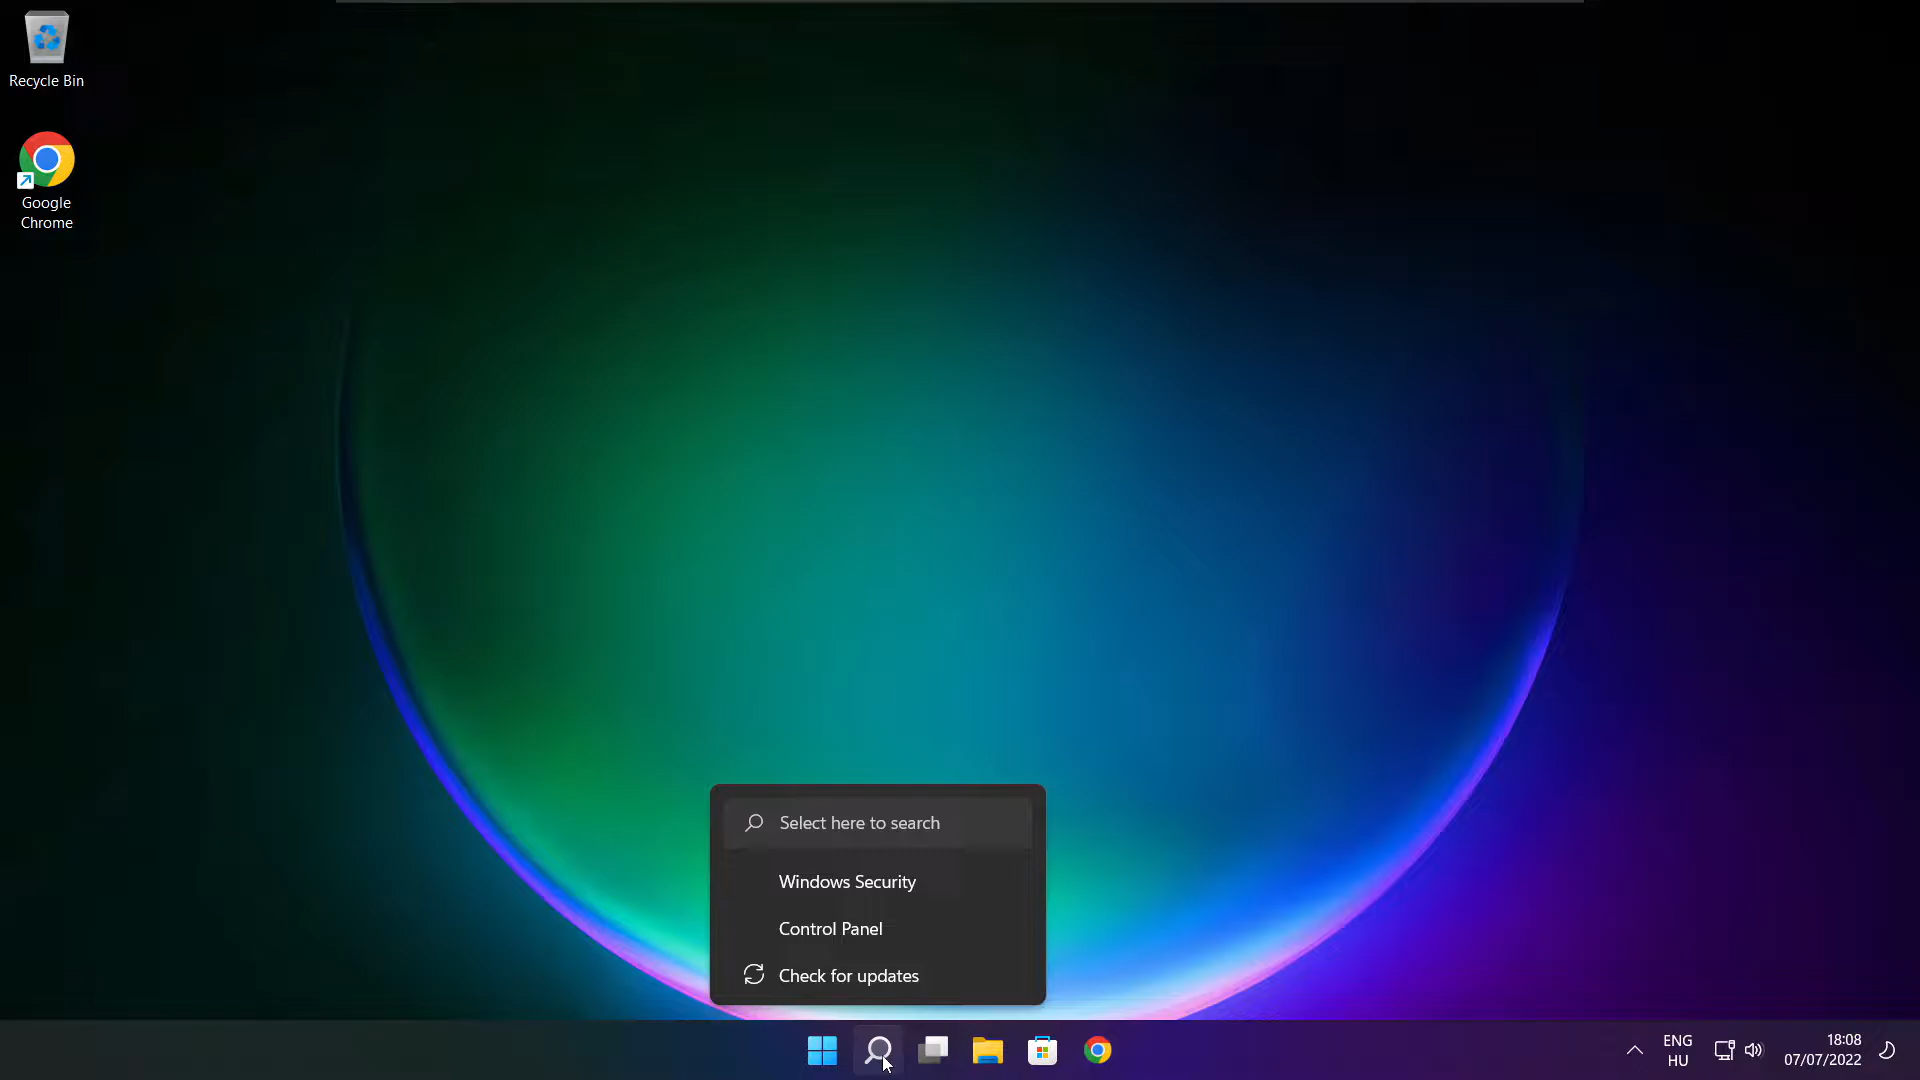 Recycle Bin
Google
Chrome
Select here to search
Windows Security
Control Panel
Check for updates
ENG
HU
18:08
07/07/2022